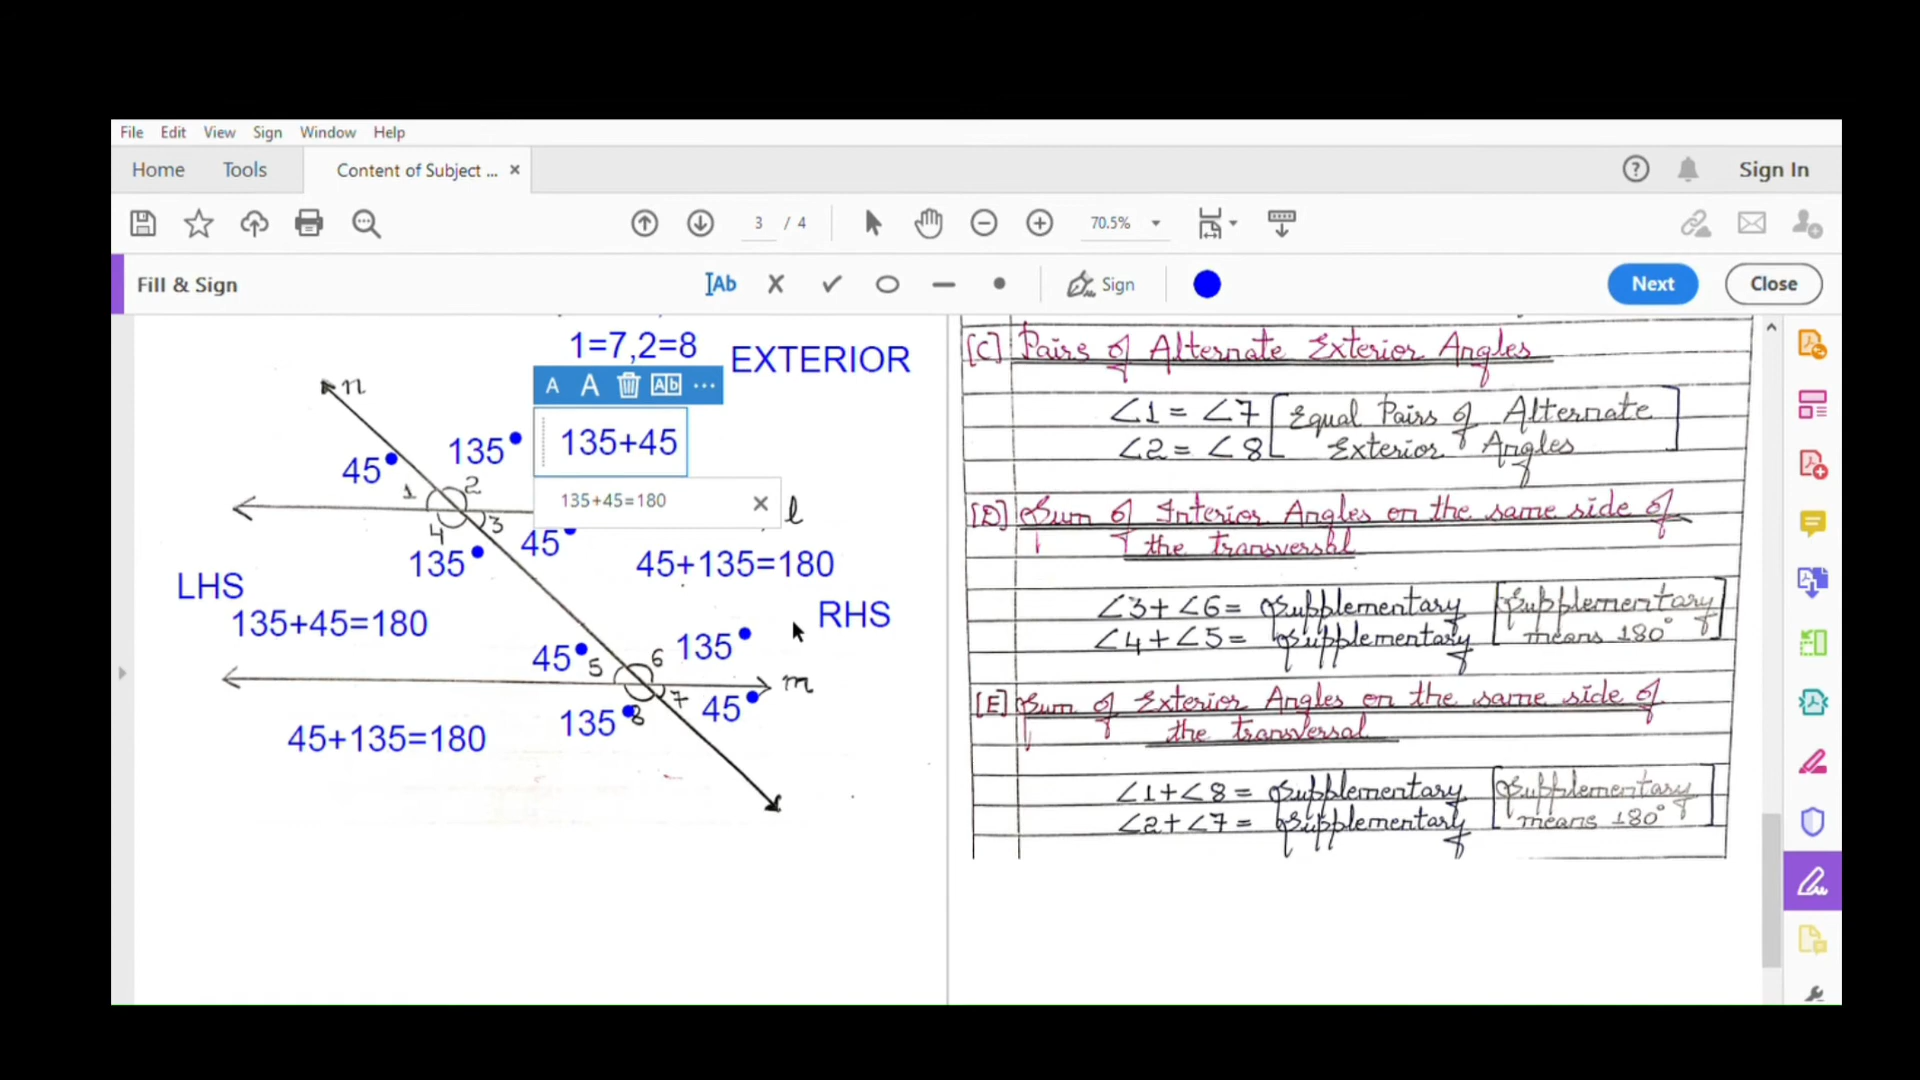 File Edit View Sign Window Help
Home Tools Content of Subject ... × Sign In
3 / 4 70.5%
Fill & Sign Ab Sign Next Close
1=7,2=8
EXTERIOR
n
A A Ab ...
135+45
135
45
1 2
135+45=180
l
4 3
135
45
45+135=180
LHS
135+45=180
RHS
45 5 6 135
m
135 8 7 45
45+135=180
[C] Pairs of Alternate Exterior Angles
∠1 = ∠7 [Equal Pairs of Alternate
∠2 = ∠8 Exterior Angles]
[D] Sum of Interior Angles on the same side of
the transversal
∠3+∠6= Supplementary [Supplementary
∠4+∠5= Supplementary means 180°]
[E] Sum of Exterior Angles on the same side of
the transversal
∠1+∠8= Supplementary [Supplementary
∠2+∠7= Supplementary means 180°]